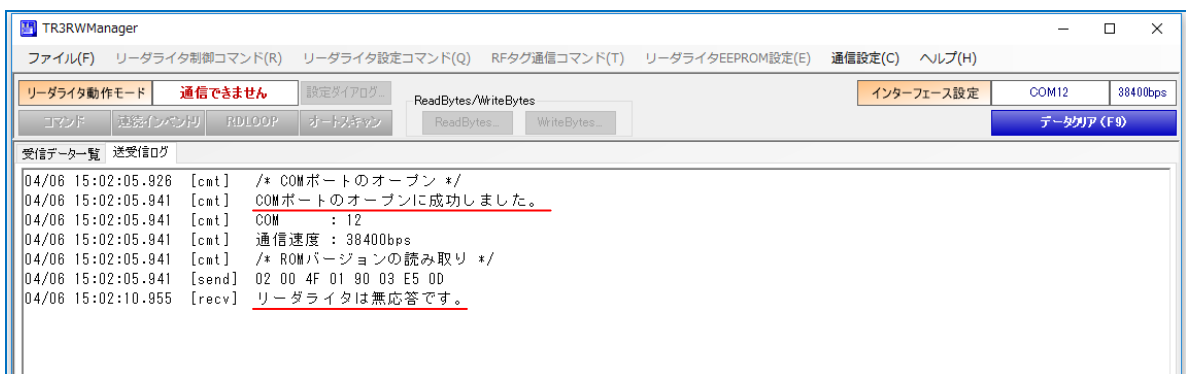 TR3RWManager
ファイル(F) リーダライタ制御コマンド(R) リーダライタ設定コマンド(Q) RFタグ通信コマンド(T) リーダライタEEPROM設定(E) 通信設定(C) ヘルプ(H)
リーダライタ動作モード 通信できません 設定ダイアログ... ReadBytes/WriteBytes インターフェース設定 COM12 38400bps
コマンド 連続インベントリ RDLOOP オートスキャン ReadBytes... WriteBytes... データクリア(F9)
受信データ一覧 送受信ログ
04/06 15:02:05.926 [cmt] /* COMポートのオープン */
04/06 15:02:05.941 [cmt] COMポートのオープンに成功しました。
04/06 15:02:05.941 [cmt] COM : 12
04/06 15:02:05.941 [cmt] 通信速度 : 38400bps
04/06 15:02:05.941 [cmt] /* ROMバージョンの読み取り */
04/06 15:02:05.941 [send] 02 00 4F 01 90 03 E5 0D
04/06 15:02:10.955 [recv] リーダライタは無応答です。